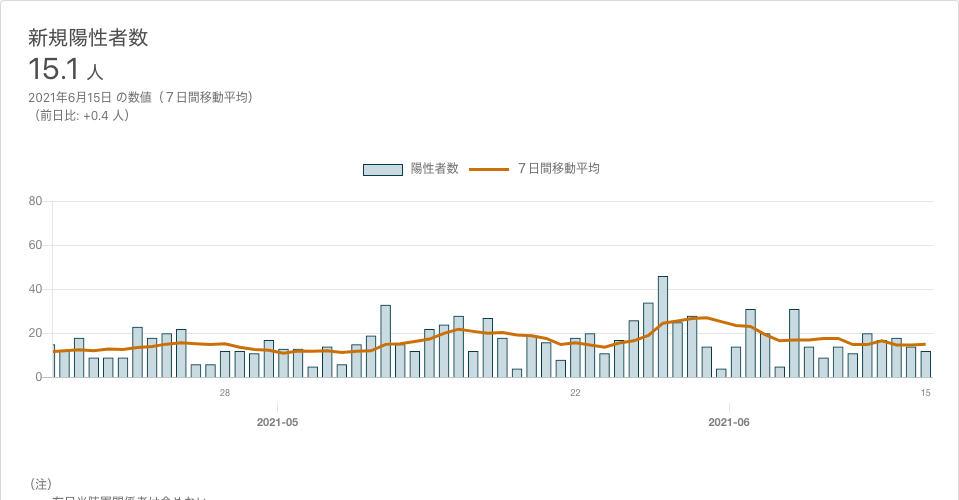 新規陽性者数
15.1 人
2021年6月15日 の数値（７日間移動平均）
（前日比: +0.4 人）
陽性者数 ７日間移動平均
80
60
40
20
0
28 22 15
2021-05 2021-06
（注）